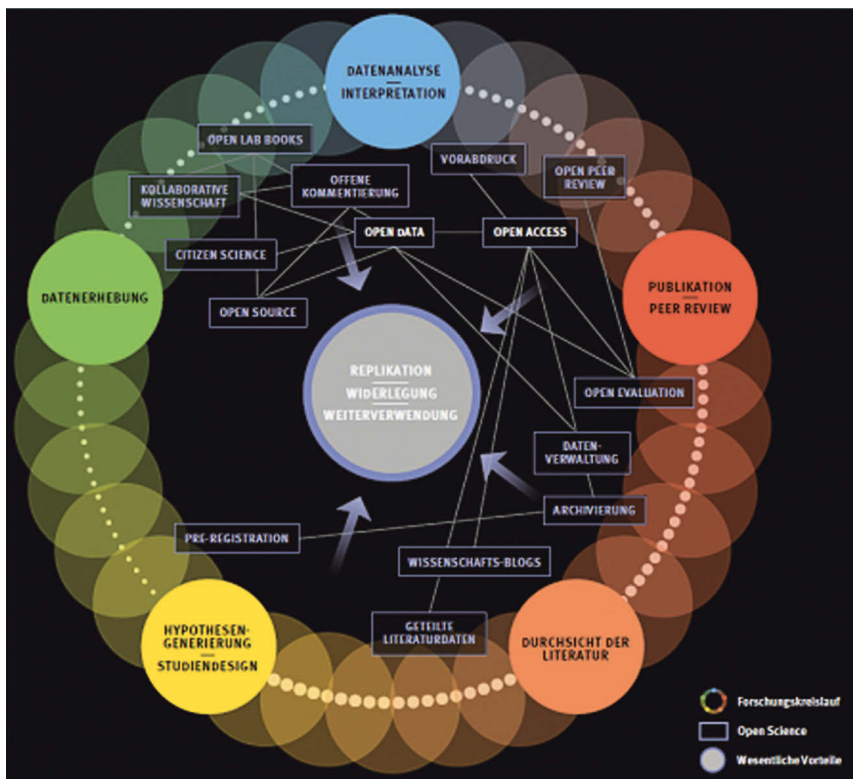 DATENANALYSE
INTERPRETATION
OPEN LAB BOOKS
VORABDRUCK
OPEN PEER
REVIEW
KOLLABORATIVE
WISSENSCHAFT
OFFENE
KOMMENTIERUNG
OPEN DATA
OPEN ACCESS
CITIZEN SCIENCE
DATENERHEBUNG
PUBLIKATION
PEER REVIEW
OPEN SOURCE
REPLIKATION
WIDERLEGUNG
WEITERVERWENDUNG
OPEN EVALUATION
DATEN-
VERWALTUNG
ARCHIVIERUNG
PRE-REGISTRATION
WISSENSCHAFTS-BLOGS
GETEILTE
LITERATURDATEN
HYPOTHESEN-
GENERIERUNG
STUDIENDESIGN
DURCHSICHT DER
LITERATUR
Forschungskreislauf
Open Science
Wesentliche Vorteile